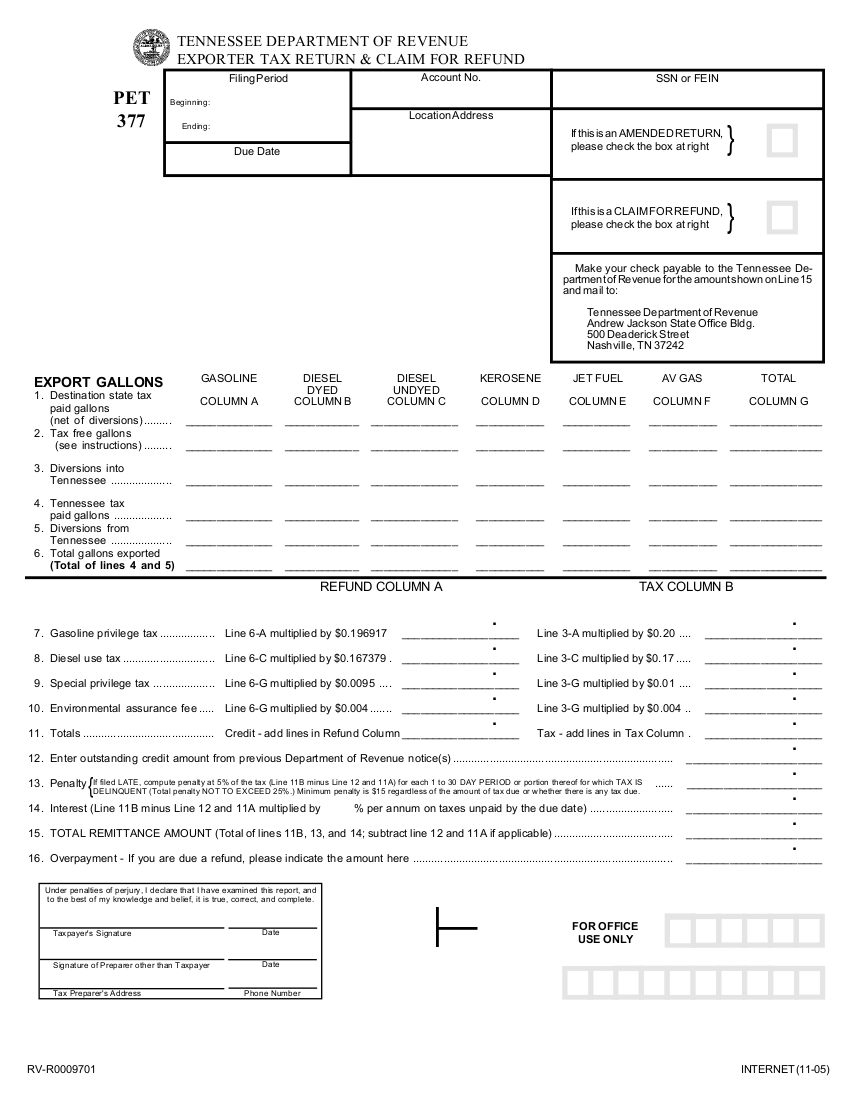 TENNESSEE DEPARTMENT OF REVENUE
EXPORTER TAX RETURN & CLAIM FOR REFUND
PET
377
Filing Period
Beginning:
Ending:
Due Date
Account No.
Location Address
SSN or FEIN
If this is an AMENDED RETURN,
please check the box at right
If this is a CLAIM FOR REFUND,
please check the box at right
Make your check payable to the Tennessee De-
partment of Revenue for the amount shown on Line 15
and mail to:
Tennessee Department of Revenue
Andrew Jackson State Office Bldg.
500 Deaderick Street
Nashville, TN 37242
EXPORT GALLONS
GASOLINE DIESEL DIESEL KEROSENE JET FUEL AV GAS TOTAL
DYED UNDYED
COLUMN A COLUMN B COLUMN C COLUMN D COLUMN E COLUMN F COLUMN G
1. Destination state tax
paid gallons
(net of diversions) ........
2. Tax free gallons
(see instructions) ........
3. Diversions into
Tennessee ...................
4. Tennessee tax
paid gallons ..................
5. Diversions from
Tennessee ...................
6. Total gallons exported
(Total of lines 4 and 5)
REFUND COLUMN A TAX COLUMN B
7. Gasoline privilege tax ................. Line 6-A multiplied by $0.196917 Line 3-A multiplied by $0.20 ....
8. Diesel use tax ............................ Line 6-C multiplied by $0.167379 . Line 3-C multiplied by $0.17 .....
9. Special privilege tax ................... Line 6-G multiplied by $0.0095 .... Line 3-G multiplied by $0.01 ...
10. Environmental assurance fee ..... Line 6-G multiplied by $0.004 ....... Line 3-G multiplied by $0.004 ..
11. Totals ......................................... Credit - add lines in Refund Column Tax - add lines in Tax Column .
12. Enter outstanding credit amount from previous Department of Revenue notice(s) ......................................................................
13. Penalty If filed LATE, compute penalty at 5% of the tax (Line 11B minus Line 12 and 11A) for each 1 to 30 DAY PERIOD or portion thereof for which TAX IS ......
DELINQUENT (Total penalty NOT TO EXCEED 25%.) Minimum penalty is $15 regardless of the amount of tax due or whether there is any tax due.
14. Interest (Line 11B minus Line 12 and 11A multiplied by % per annum on taxes unpaid by the due date) ..........................
15. TOTAL REMITTANCE AMOUNT (Total of lines 11B, 13, and 14; subtract line 12 and 11A if applicable) .....................................
16. Overpayment - If you are due a refund, please indicate the amount here ...................................................................................
Under penalties of perjury, I declare that I have examined this report, and
to the best of my knowledge and belief, it is true, correct, and complete.
Taxpayer's Signature Date
Signature of Preparer other than Taxpayer Date
Tax Preparer's Address Phone Number
FOR OFFICE
USE ONLY
RV-R0009701 INTERNET (11-05)